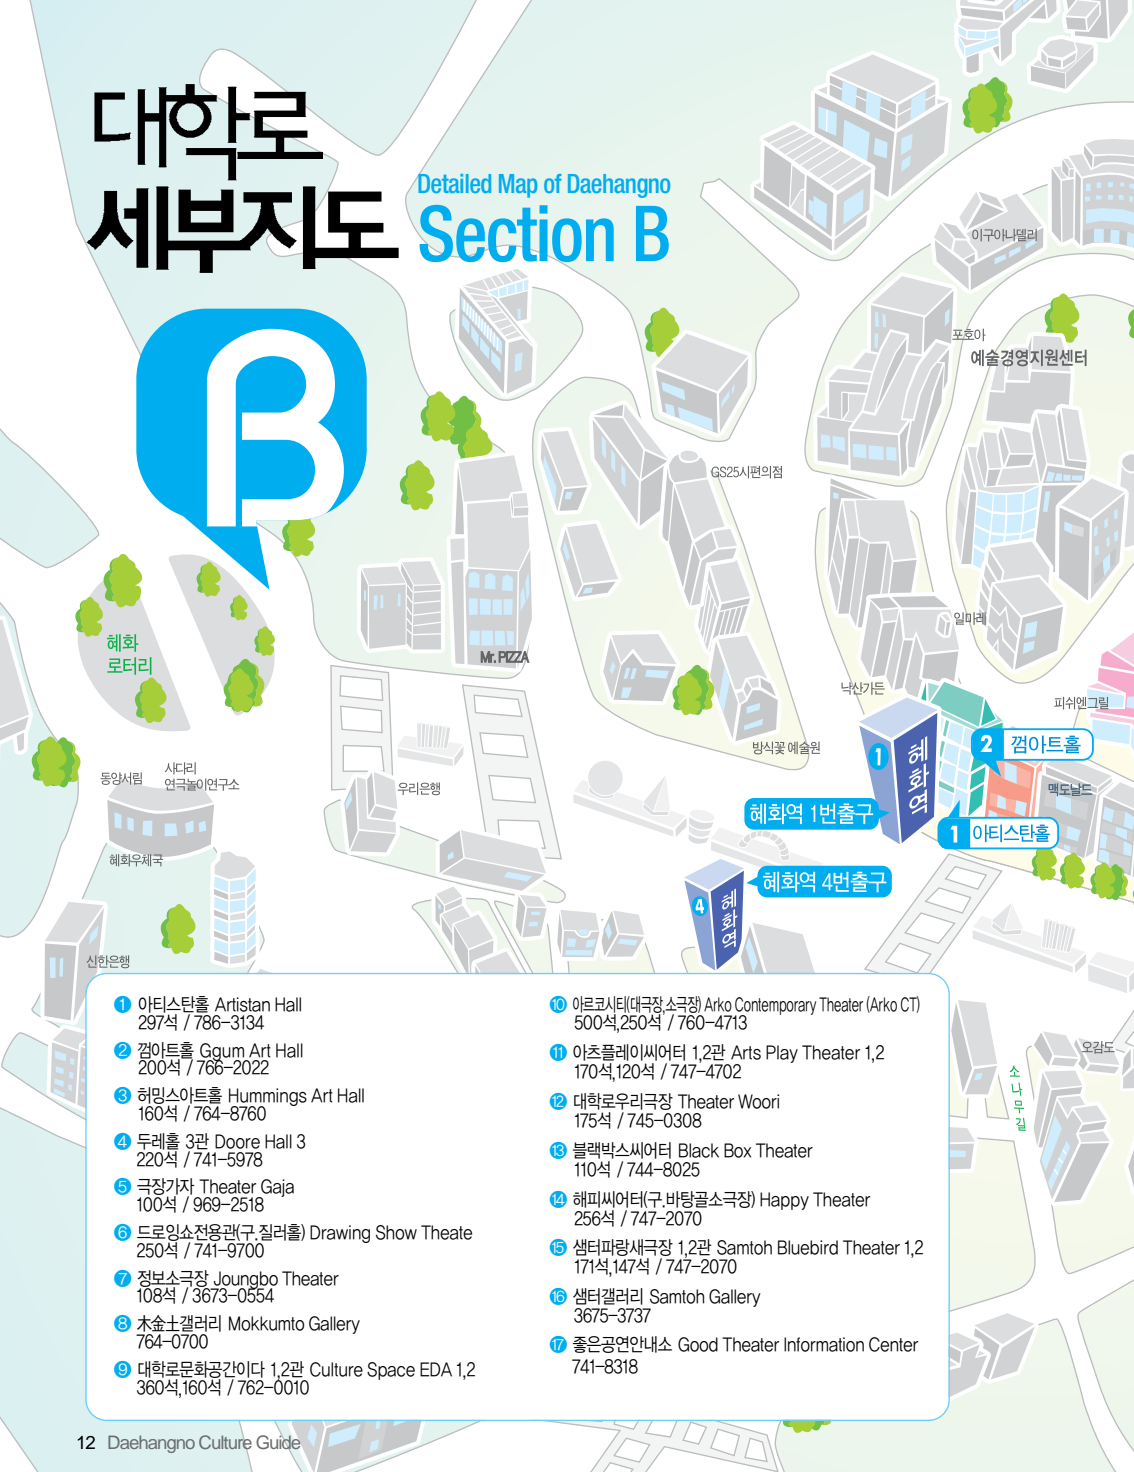 대학로
세부지도
Detailed Map of Daehangno
Section B
B
이구아나델리
포호아
예술경영지원센터
GS25시편의점
일마레
Mr. PIZZA
혜화
로터리
낙산가든
피쉬엔그릴
방식꽃 예술원
1
혜화역
2 껌아트홀
맥도날드
동양서림
사다리
연극놀이연구소
우리은행
혜화역 1번출구
1 아티스탄홀
혜화우체국
혜화역 4번출구
4
혜화역
신한은행
오감도
소나무길
1 아티스탄홀 Artistan Hall
297석 / 786-3134
2 껌아트홀 Ggum Art Hall
200석 / 766-2022
3 허밍스아트홀 Hummings Art Hall
160석 / 764-8760
4 두레홀 3관 Doore Hall 3
220석 / 741-5978
5 극장가자 Theater Gaja
100석 / 969-2518
6 드로잉쇼전용관(구.질러홀) Drawing Show Theate
250석 / 741-9700
7 정보소극장 Joungbo Theater
108석 / 3673-0554
8 木金土갤러리 Mokkumto Gallery
764-0700
9 대학로문화공간이다 1,2관 Culture Space EDA 1,2
360석,160석 / 762-0010
10 아르코시티(대극장,소극장) Arko Contemporary Theater (Arko CT)
500석,250석 / 760-4713
11 아츠플레이씨어터 1,2관 Arts Play Theater 1,2
170석,120석 / 747-4702
12 대학로우리극장 Theater Woori
175석 / 745-0308
13 블랙박스씨어터 Black Box Theater
110석 / 744-8025
14 해피씨어터(구.바탕골소극장) Happy Theater
256석 / 747-2070
15 샘터파랑새극장 1,2관 Samtoh Bluebird Theater 1,2
171석,147석 / 747-2070
16 샘터갤러리 Samtoh Gallery
3675-3737
17 좋은공연안내소 Good Theater Information Center
741-8318
12 Daehangno Culture Guide